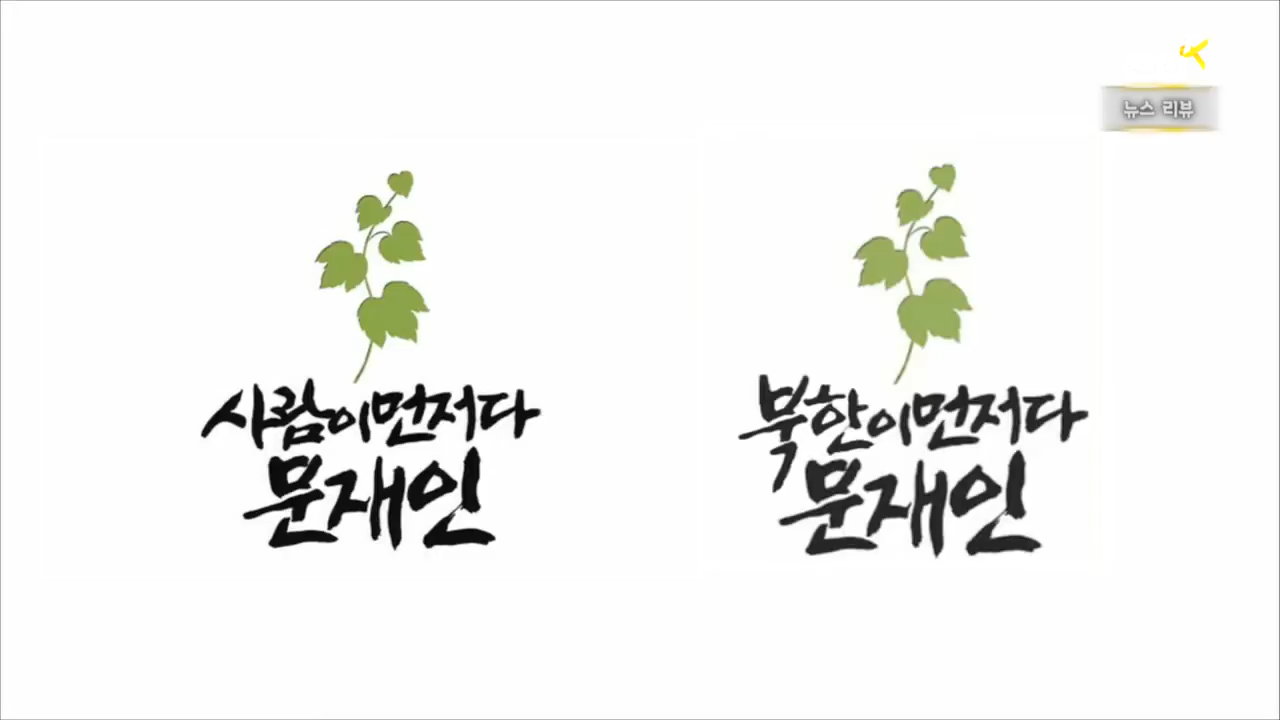 뉴스 리뷰
사람이먼저다
문재인
북한이먼저다
문재인